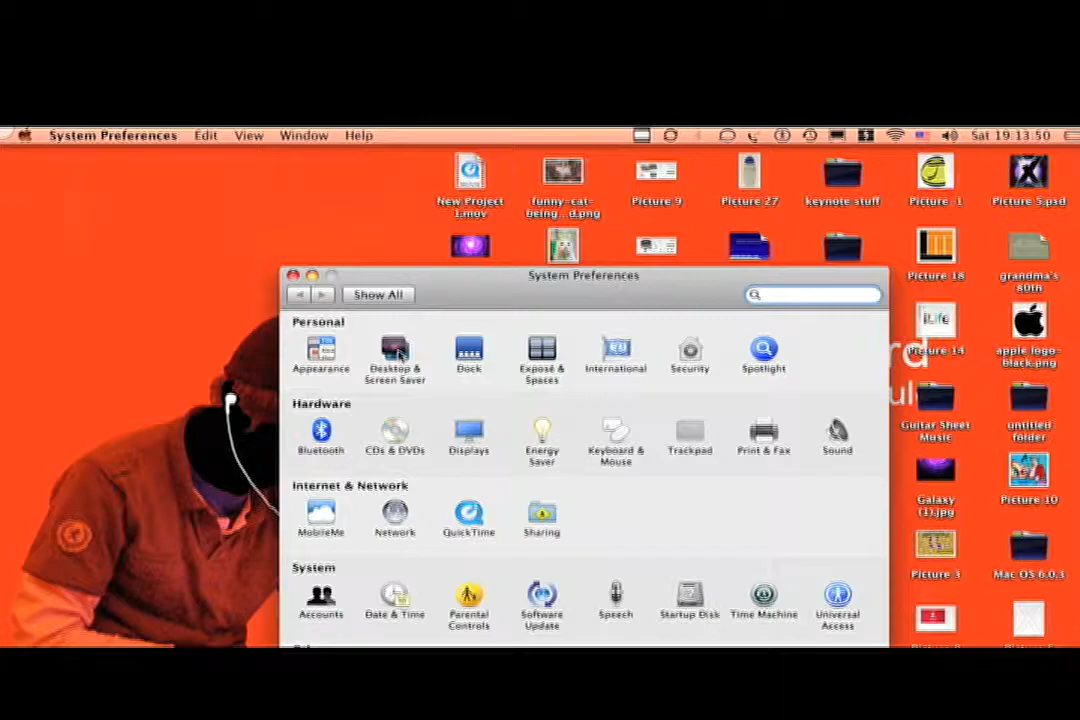 System Preferences Edit View Window Help
Sat 19:13:50
New Project
1.mov
funny-cat-
being...d.png
Picture 9
Picture 27
keynote stuff
Picture 1
Picture 5.psd
Picture 18
grandma's
80th
System Preferences
Show All
Personal
Appearance
Desktop &
Screen Saver
Dock
Exposé &
Spaces
International
Security
Spotlight
iLife
Picture 14
apple logo-
black.png
rd
Hardware
Bluetooth
CDs & DVDs
Displays
Energy
Saver
Keyboard &
Mouse
Trackpad
Print & Fax
Sound
Guitar Sheet
Music
untitled
folder
Internet & Network
MobileMe
Network
QuickTime
Sharing
Galaxy
(1).jpg
Picture 10
System
Accounts
Date & Time
Parental
Controls
Software
Update
Speech
Startup Disk
Time Machine
Universal
Access
Picture 3
Mac OS 6.0.3